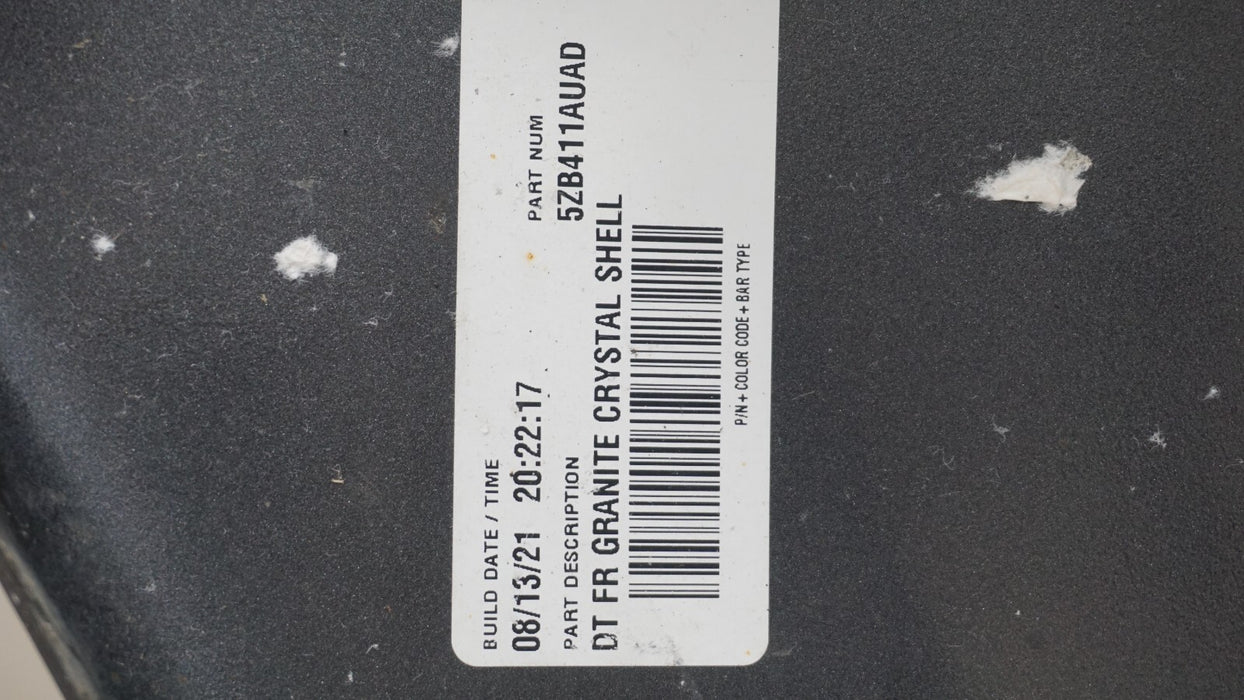 BUILD DATE / TIME
08/13/21 20:22:17
PART NUM
5ZB411AUAD
PART DESCRIPTION
DT FR GRANITE CRYSTAL SHELL
P/N + COLOR CODE + BAR TYPE